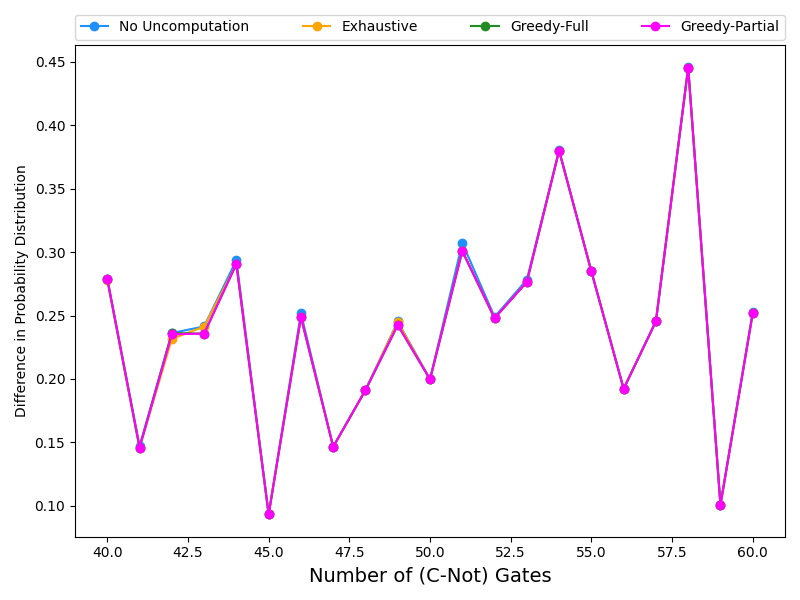 No Uncomputation Exhaustive Greedy-Full Greedy-Partial
0.45
0.40
0.35
0.30
0.25
0.20
0.15
0.10
Difference in Probability Distribution
40.0 42.5 45.0 47.5 50.0 52.5 55.0 57.5 60.0
Number of (C-Not) Gates